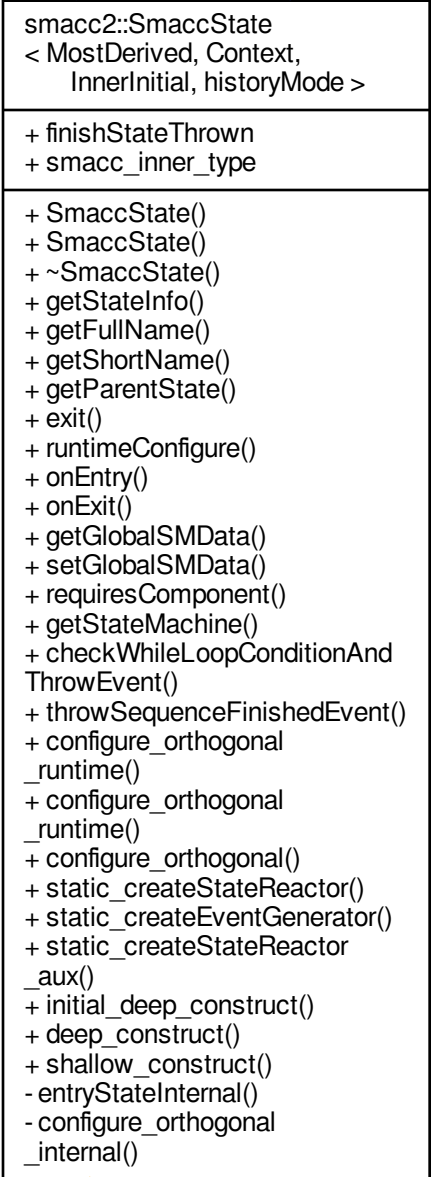 smacc2::SmaccState
< MostDerived, Context,
InnerInitial, historyMode >
+ finishStateThrown
+ smacc_inner_type
+ SmaccState()
+ SmaccState()
+ ~SmaccState()
+ getStateInfo()
+ getFullName()
+ getShortName()
+ getParentState()
+ exit()
+ runtimeConfigure()
+ onEntry()
+ onExit()
+ getGlobalSMData()
+ setGlobalSMData()
+ requiresComponent()
+ getStateMachine()
+ checkWhileLoopConditionAnd
ThrowEvent()
+ throwSequenceFinishedEvent()
+ configure_orthogonal
_runtime()
+ configure_orthogonal
_runtime()
+ configure_orthogonal()
+ static_createStateReactor()
+ static_createEventGenerator()
+ static_createStateReactor
_aux()
+ initial_deep_construct()
+ deep_construct()
+ shallow_construct()
- entryStateInternal()
- configure_orthogonal
_internal()